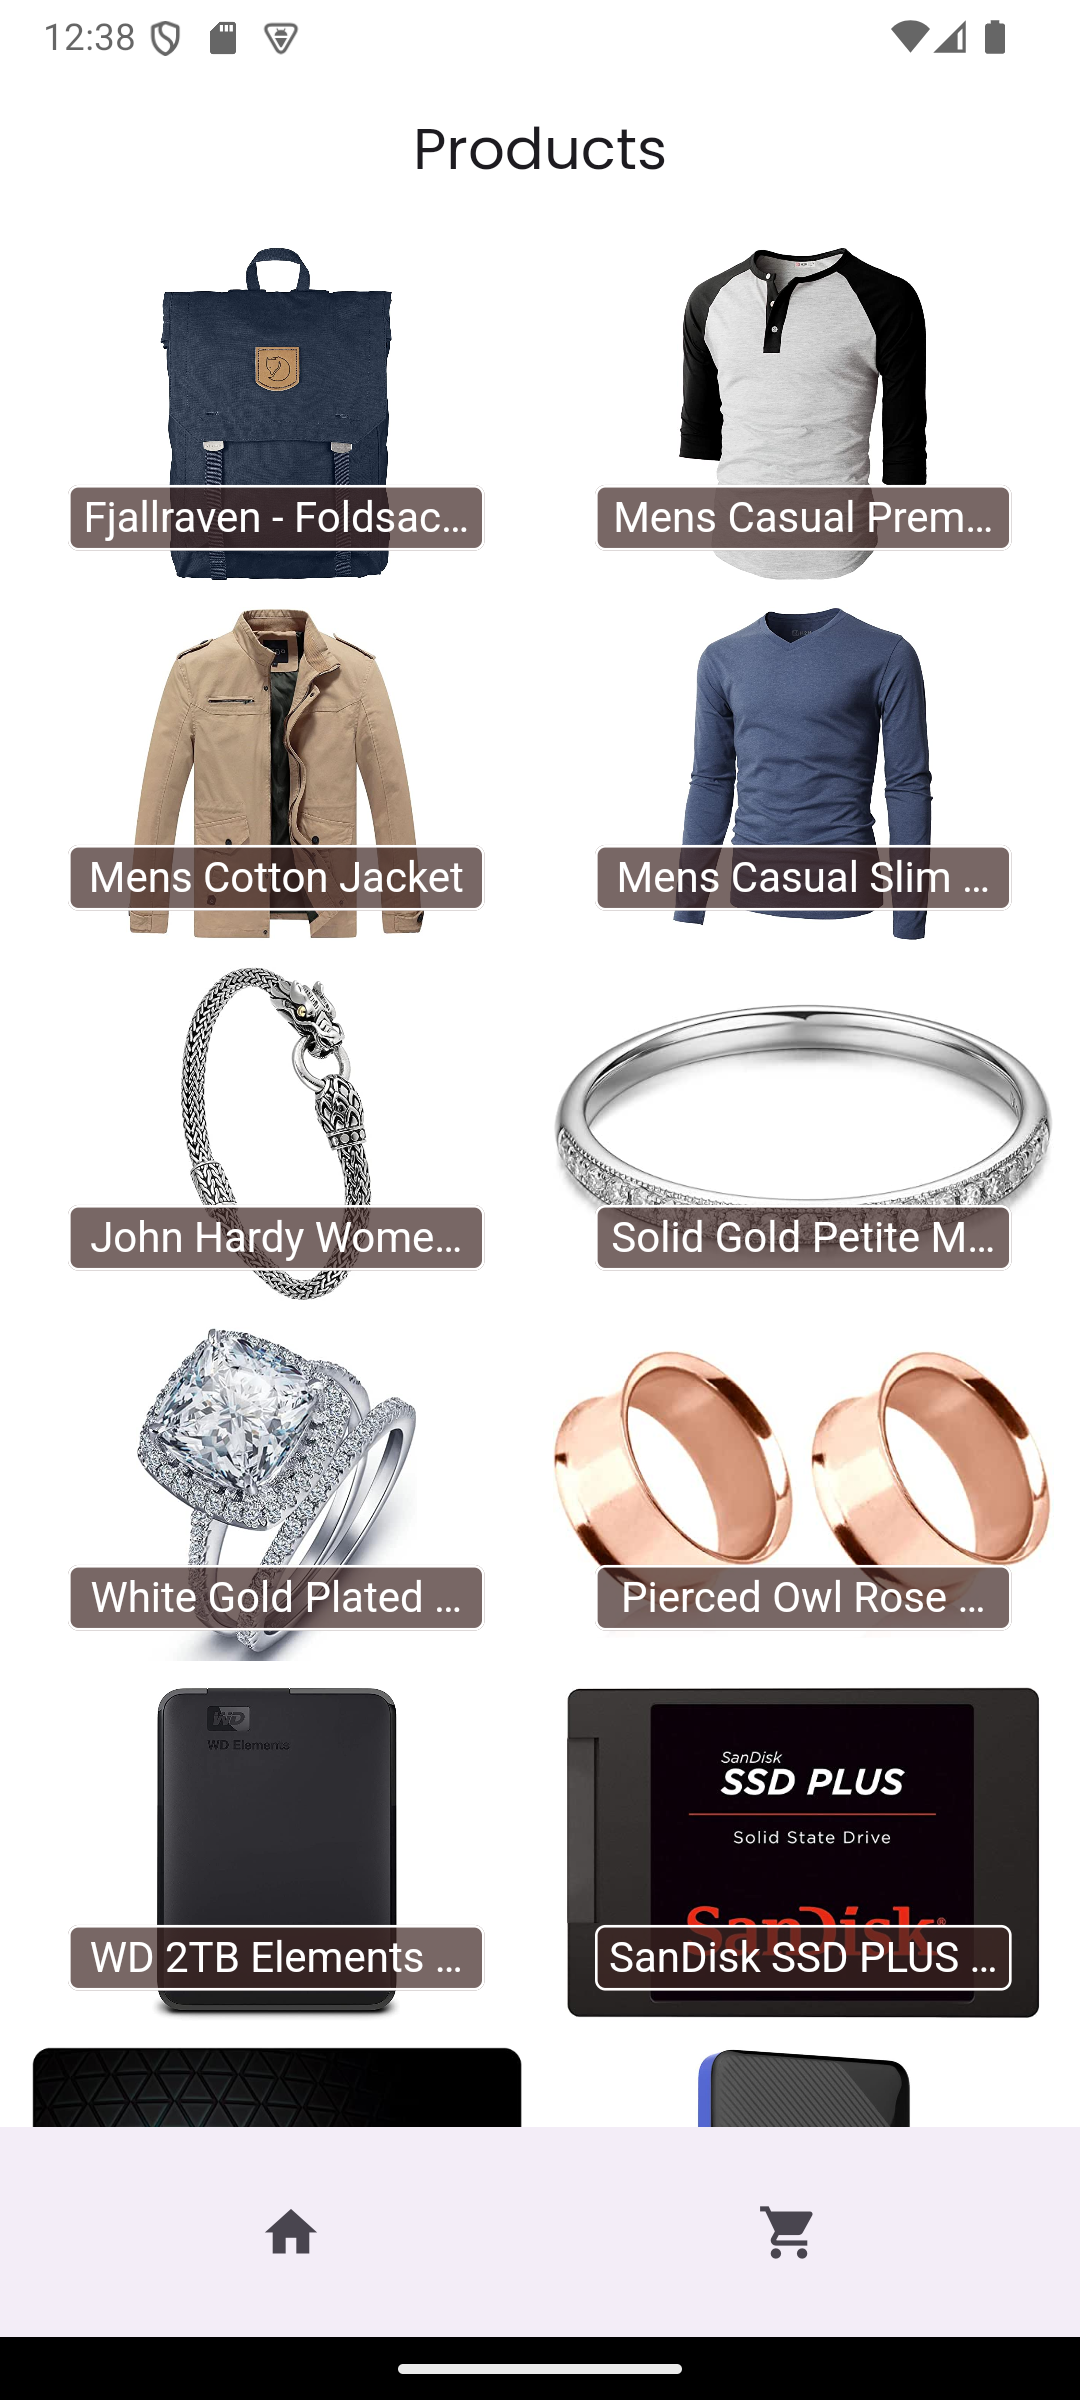 12:38
Products
Fjallraven - Foldsac...
Mens Casual Prem...
Mens Cotton Jacket
Mens Casual Slim ...
John Hardy Wome...
Solid Gold Petite M...
White Gold Plated ...
Pierced Owl Rose ...
WD
WD Elements
WD 2TB Elements ...
SanDisk
SSD PLUS
Solid State Drive
SanDisk®
SanDisk SSD PLUS ...